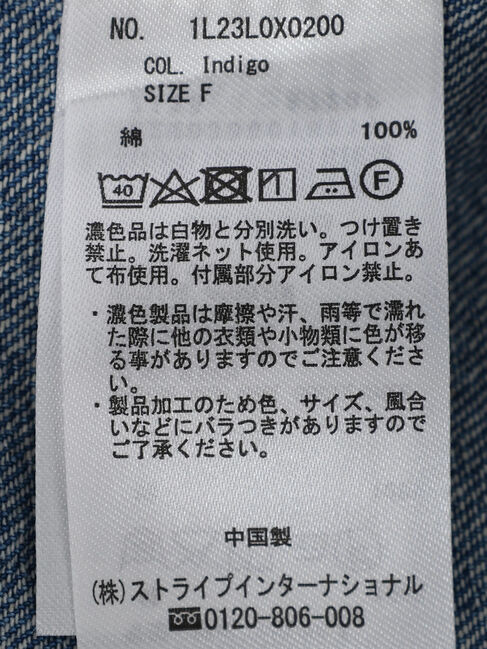 NO. 1L23L0X0200
COL. Indigo
SIZE F
綿 100%
40
F
濃色品は白物と分別洗い。つけ置き
禁止。洗濯ネット使用。アイロンあ
て布使用。付属部分アイロン禁止。
・濃色製品は摩擦や汗、雨等で濡れ
た際に他の衣類や小物類に色が移
る事がありますのでご注意くださ
い。
・製品加工のため色、サイズ、風合
いなどにバラつきがありますので
ご了承ください。
中国製
(株)ストライプインターナショナル
0120-806-008